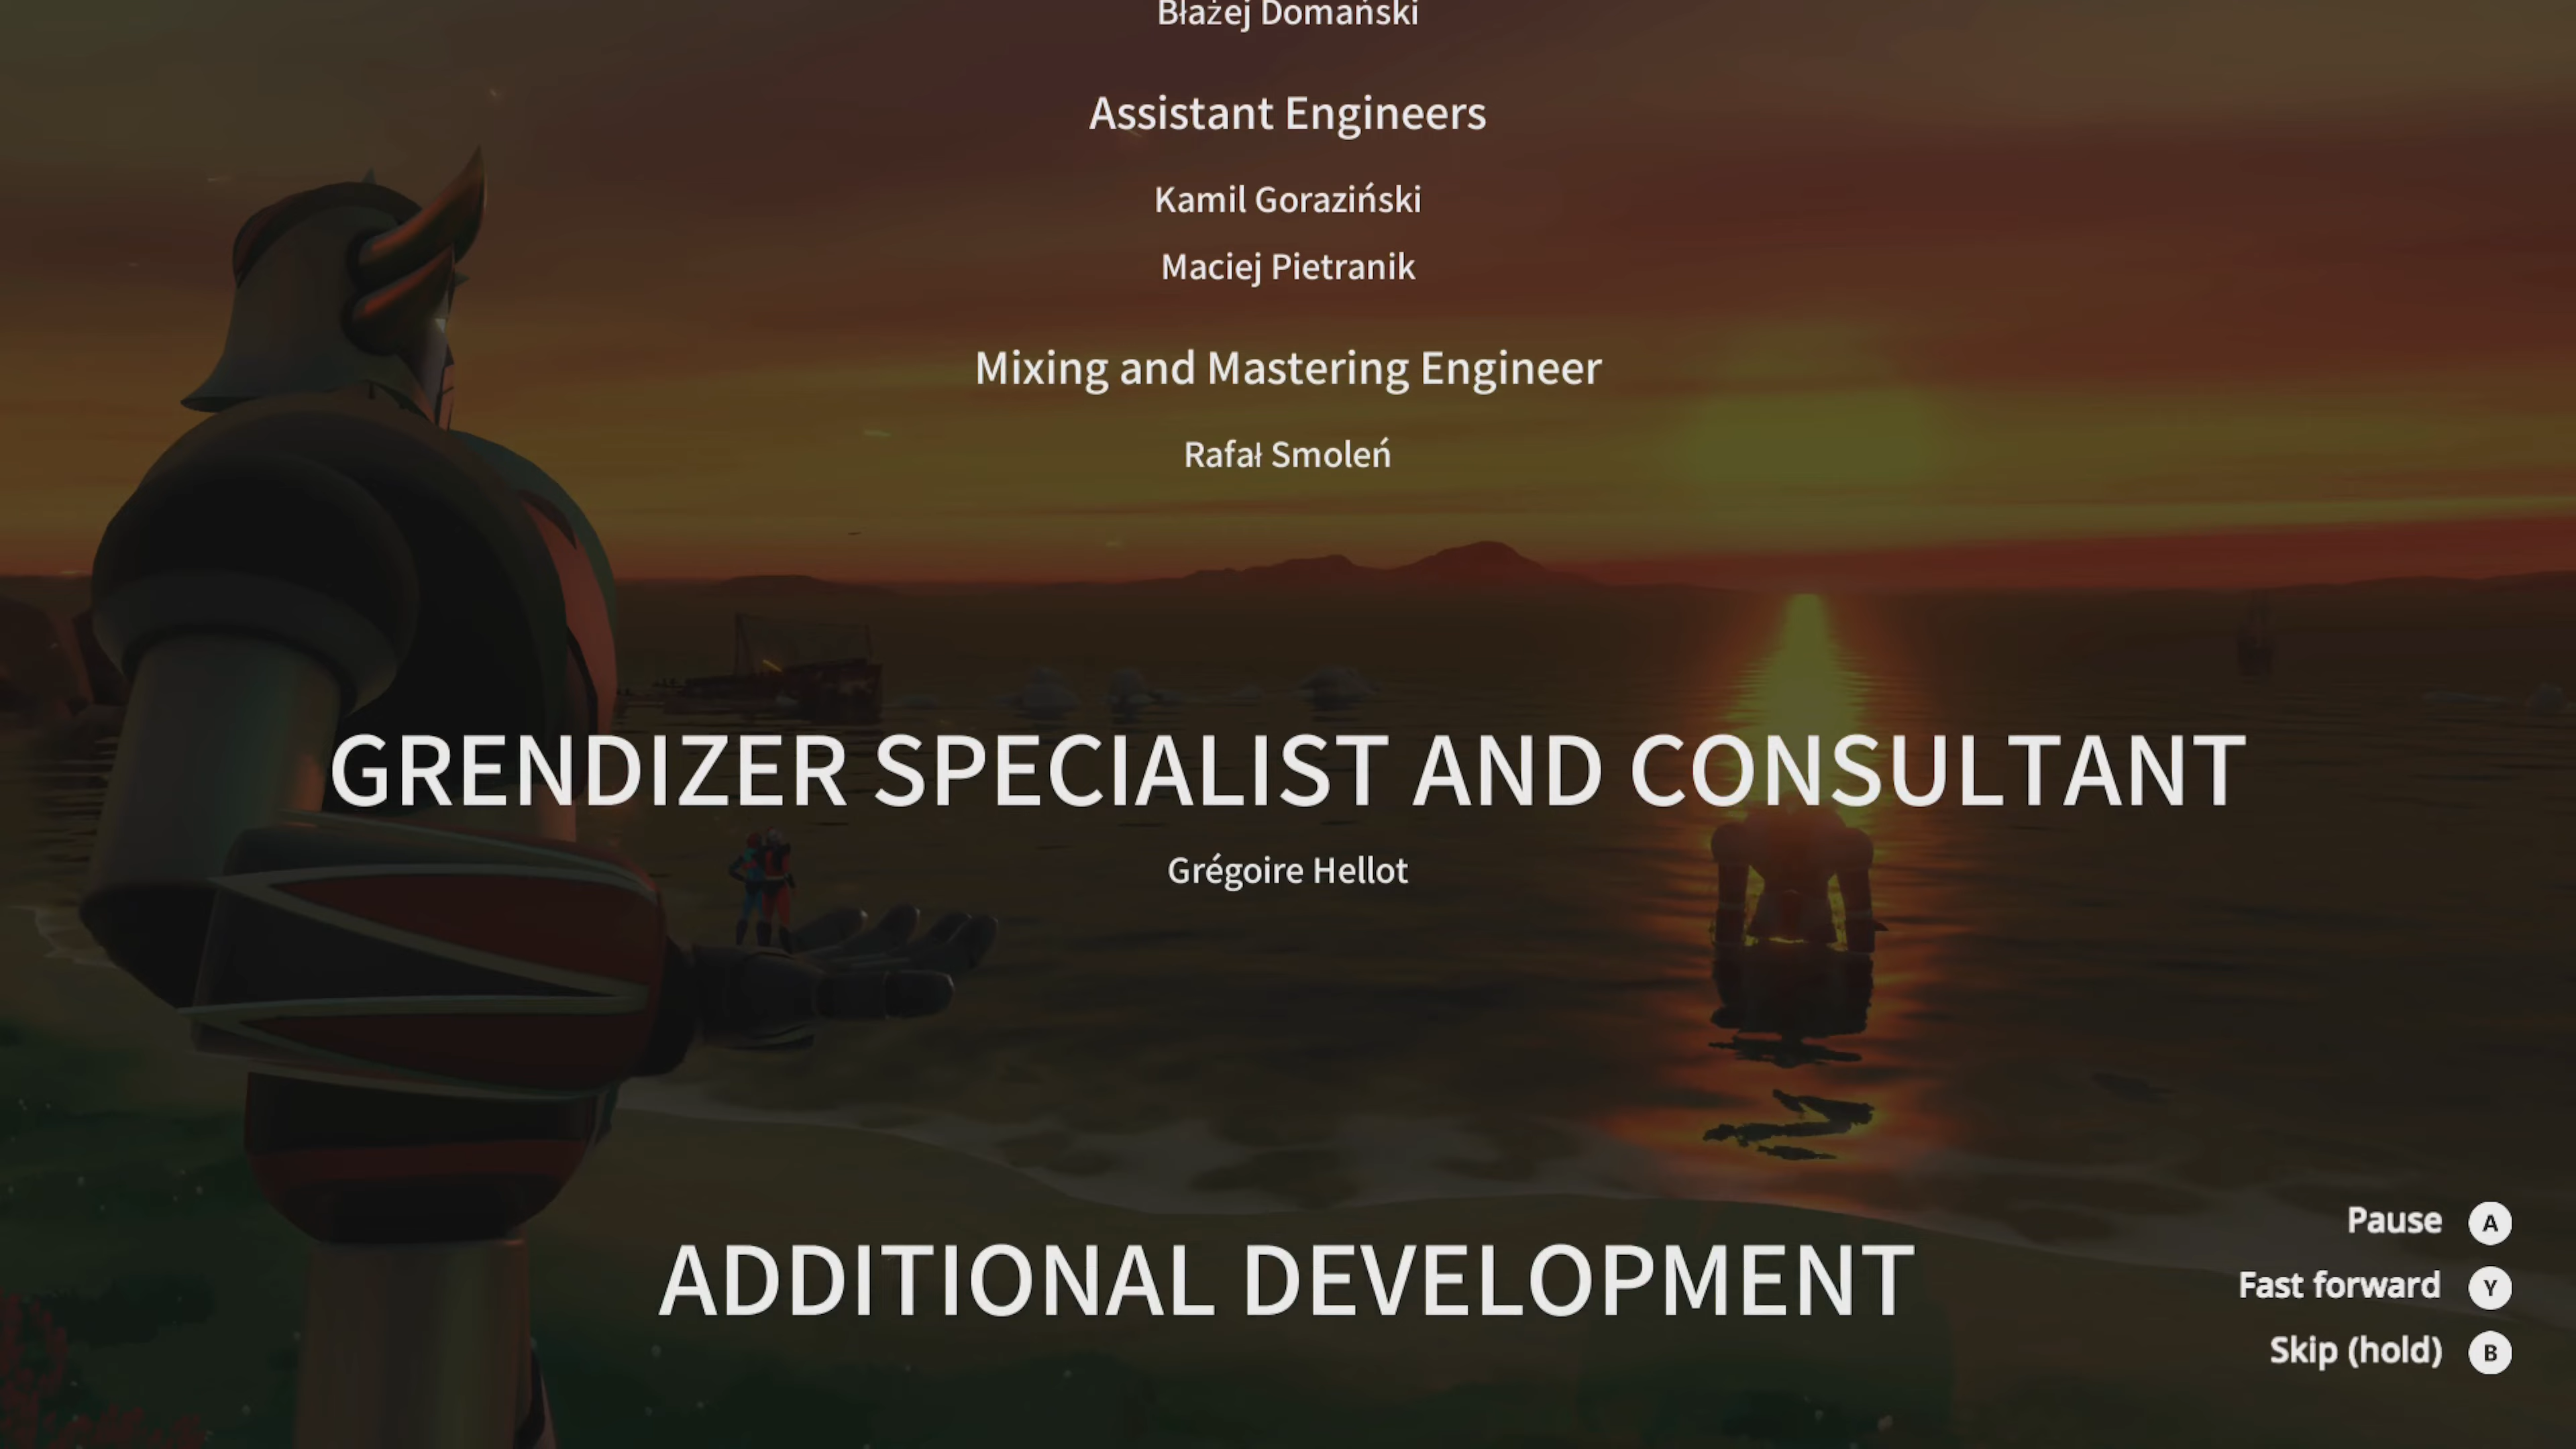 Błażej Domański
Assistant Engineers
Kamil Goraziński
Maciej Pietranik
Mixing and Mastering Engineer
Rafał Smoleń
GRENDIZER SPECIALIST AND CONSULTANT
Grégoire Hellot
ADDITIONAL DEVELOPMENT
Pause A
Fast forward Y
Skip (hold) B